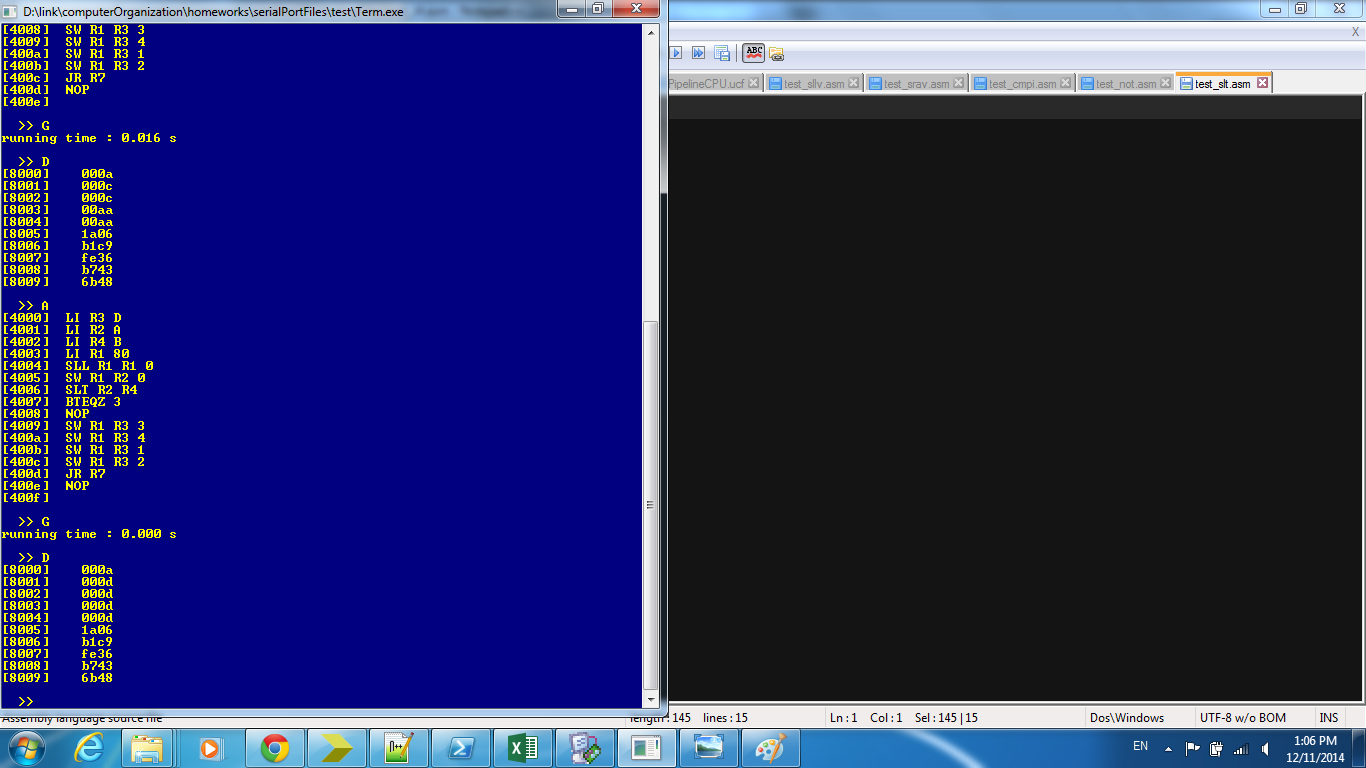 D:\link\computerOrganization\homeworks\serialPortFiles\test\Term.exe
[4008] SW R1 R3 3
[4009] SW R1 R3 4
[400a] SW R1 R3 1
[400b] SW R1 R3 2
[400c] JR R7
[400d] NOP
[400e]
>> G
running time : 0.016 s
>> D
[8000] 000a
[8001] 000c
[8002] 000c
[8003] 00aa
[8004] 00aa
[8005] 1a06
[8006] b1c9
[8007] fe36
[8008] b743
[8009] 6b48
>> A
[4000] LI R3 D
[4001] LI R2 A
[4002] LI R4 B
[4003] LI R1 80
[4004] SLL R1 R1 0
[4005] SW R1 R2 0
[4006] SLT R2 R4
[4007] BTEQZ 3
[4008] NOP
[4009] SW R1 R3 3
[400a] SW R1 R3 4
[400b] SW R1 R3 1
[400c] SW R1 R3 2
[400d] JR R7
[400e] NOP
[400f]
>> G
running time : 0.000 s
>> D
[8000] 000a
[8001] 000d
[8002] 000d
[8003] 000d
[8004] 000d
[8005] 1a06
[8006] b1c9
[8007] fe36
[8008] b743
[8009] 6b48
>>
X
ABC
PipelineCPU.ucf test_sllv.asm test_srav.asm test_cmpi.asm test_not.asm test_slt.asm
Assembly language source file length : 145 lines : 15 Ln : 1 Col : 1 Sel : 145 | 15 Dos\Windows UTF-8 w/o BOM INS
N++
EN
1:06 PM
12/11/2014